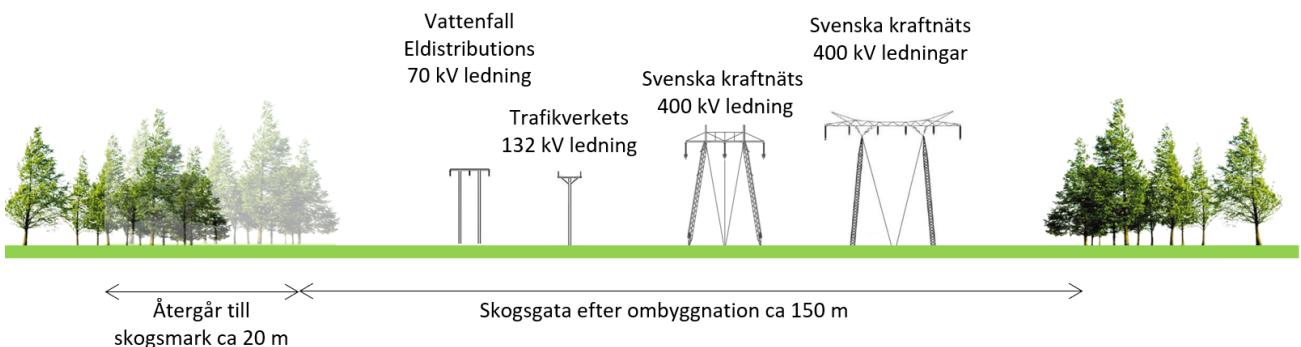 Vattenfall
Eldistributions
70 kV ledning
Trafikverkets
132 kV ledning
Svenska kraftnäts
400 kV ledning
Svenska kraftnäts
400 kV ledningar
Återgår till
skogsmark ca 20 m
Skogsgata efter ombyggnation ca 150 m